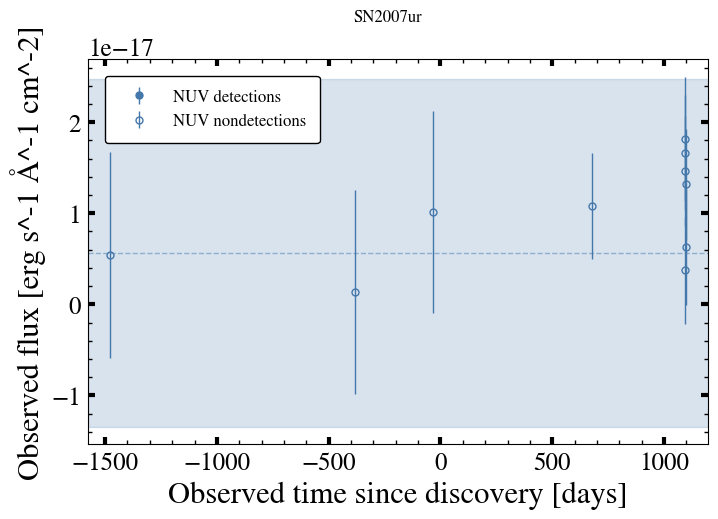 SN2007ur
1e−17
NUV detections
NUV nondetections
2
1
0
−1
Observed flux [erg s^-1 Å^-1 cm^-2]
−1500
−1000
−500
0
500
1000
Observed time since discovery [days]